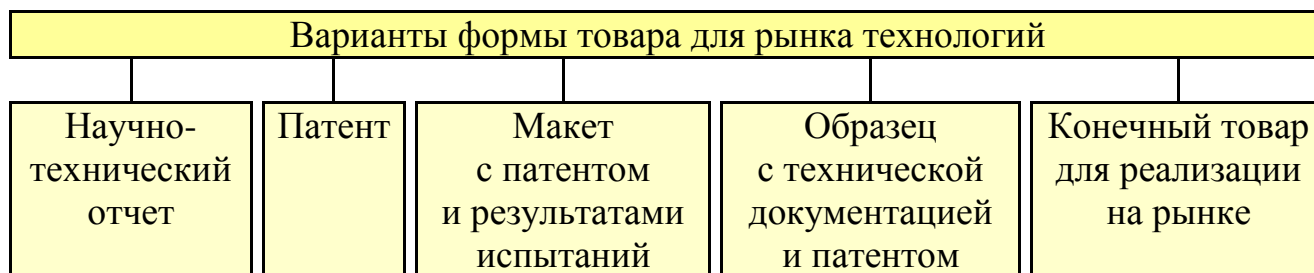 Варианты формы товара для рынка технологий
Научно-
технический
отчет
Патент
Макет
с патентом
и результатами
испытаний
Образец
с технической
документацией
и патентом
Конечный товар
для реализации
на рынке